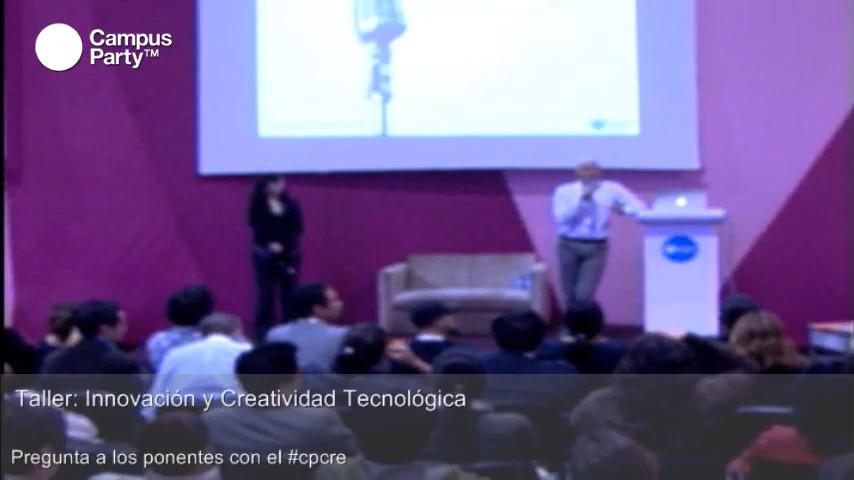 Campus
Party™
Taller: Innovación y Creatividad Tecnológica
Pregunta a los ponentes con el #cpcre